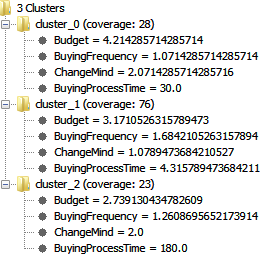 3 Clusters
cluster_0 (coverage: 28)
Budget = 4.214285714285714
BuyingFrequency = 1.0714285714285714
ChangeMind = 2.0714285714285716
BuyingProcessTime = 30.0
cluster_1 (coverage: 76)
Budget = 3.1710526315789473
BuyingFrequency = 1.6842105263157894
ChangeMind = 1.0789473684210527
BuyingProcessTime = 4.315789473684211
cluster_2 (coverage: 23)
Budget = 2.739130434782609
BuyingFrequency = 1.2608695652173914
ChangeMind = 2.0
BuyingProcessTime = 180.0